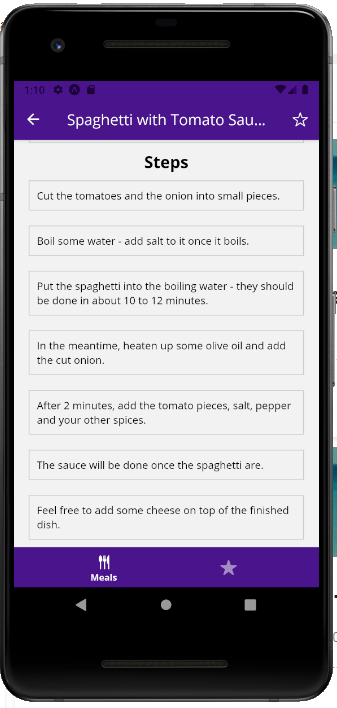 1:10
Spaghetti with Tomato Sau...
Steps
Cut the tomatoes and the onion into small pieces.
Boil some water - add salt to it once it boils.
Put the spaghetti into the boiling water - they should
be done in about 10 to 12 minutes.
In the meantime, heaten up some olive oil and add
the cut onion.
After 2 minutes, add the tomato pieces, salt, pepper
and your other spices.
The sauce will be done once the spaghetti are.
Feel free to add some cheese on top of the finished
dish.
Meals